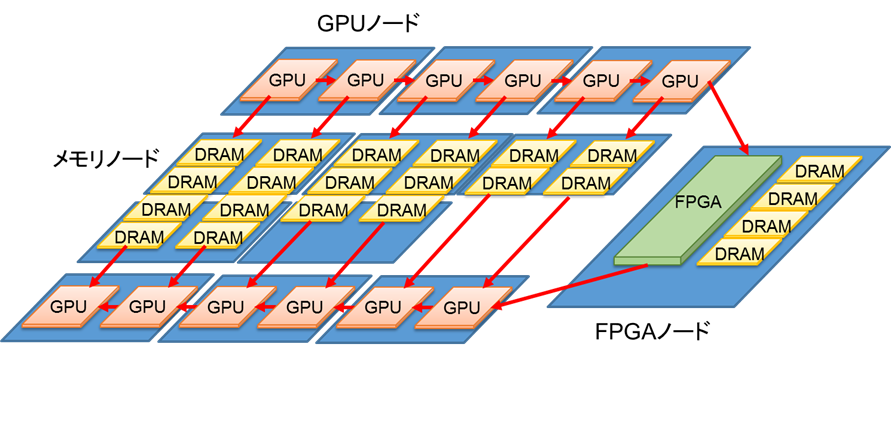 GPUノード
GPU GPU GPU GPU GPU GPU
メモリノード
DRAM DRAM DRAM DRAM DRAM DRAM
DRAM DRAM DRAM DRAM DRAM DRAM
DRAM DRAM DRAM DRAM
DRAM DRAM
FPGA
DRAM
DRAM
DRAM
DRAM
GPU GPU GPU GPU GPU GPU
FPGAノード